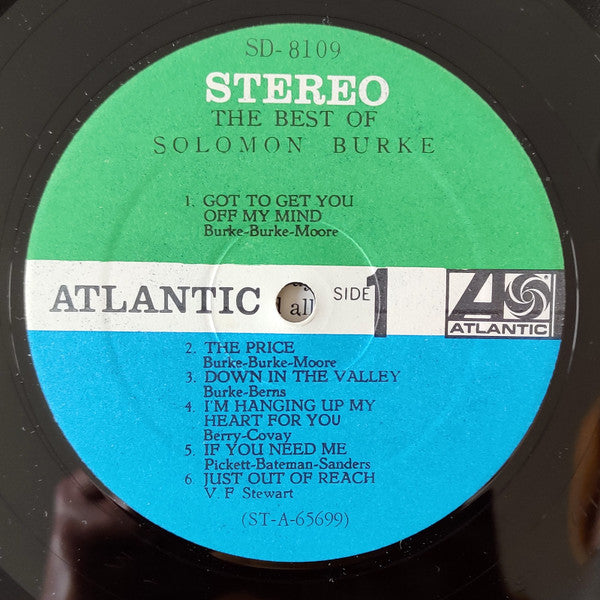 SD-8109
STEREO
THE BEST OF
SOLOMON BURKE
1. GOT TO GET YOU
OFF MY MIND
Burke-Burke-Moore
ATLANTIC
all
SIDE 1
ATLANTIC
2. THE PRICE
Burke-Burke-Moore
3. DOWN IN THE VALLEY
Burke-Berns
4. I'M HANGING UP MY
HEART FOR YOU
Berry-Covay
5. IF YOU NEED ME
Pickett-Bateman-Sanders
6. JUST OUT OF REACH
V. F Stewart
(ST-A-65699)